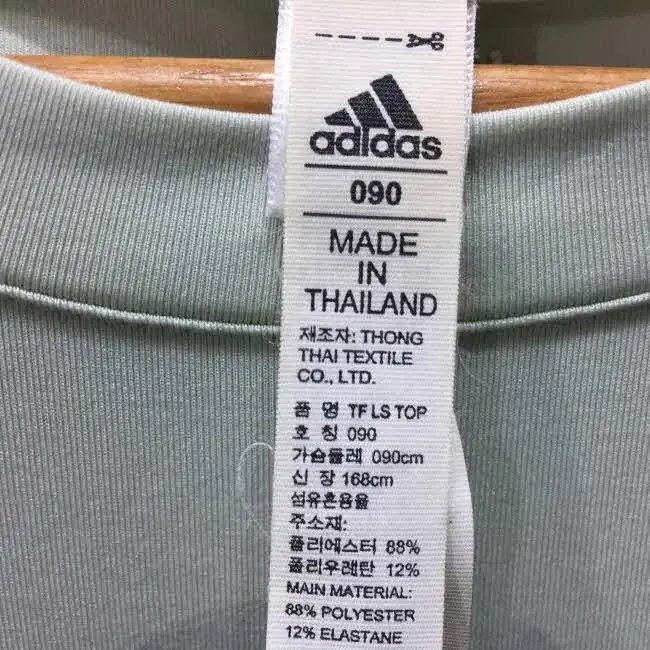 adidas
090
MADE
IN
THAILAND
제조자: THONG
THAI TEXTILE
CO., LTD.
품 명 TF LS TOP
호 칭 090
가슴둘레 090cm
신 장 168cm
섬유혼용율
주소재:
폴리에스터 88%
폴리우레탄 12%
MAIN MATERIAL:
88% POLYESTER
12% ELASTANE